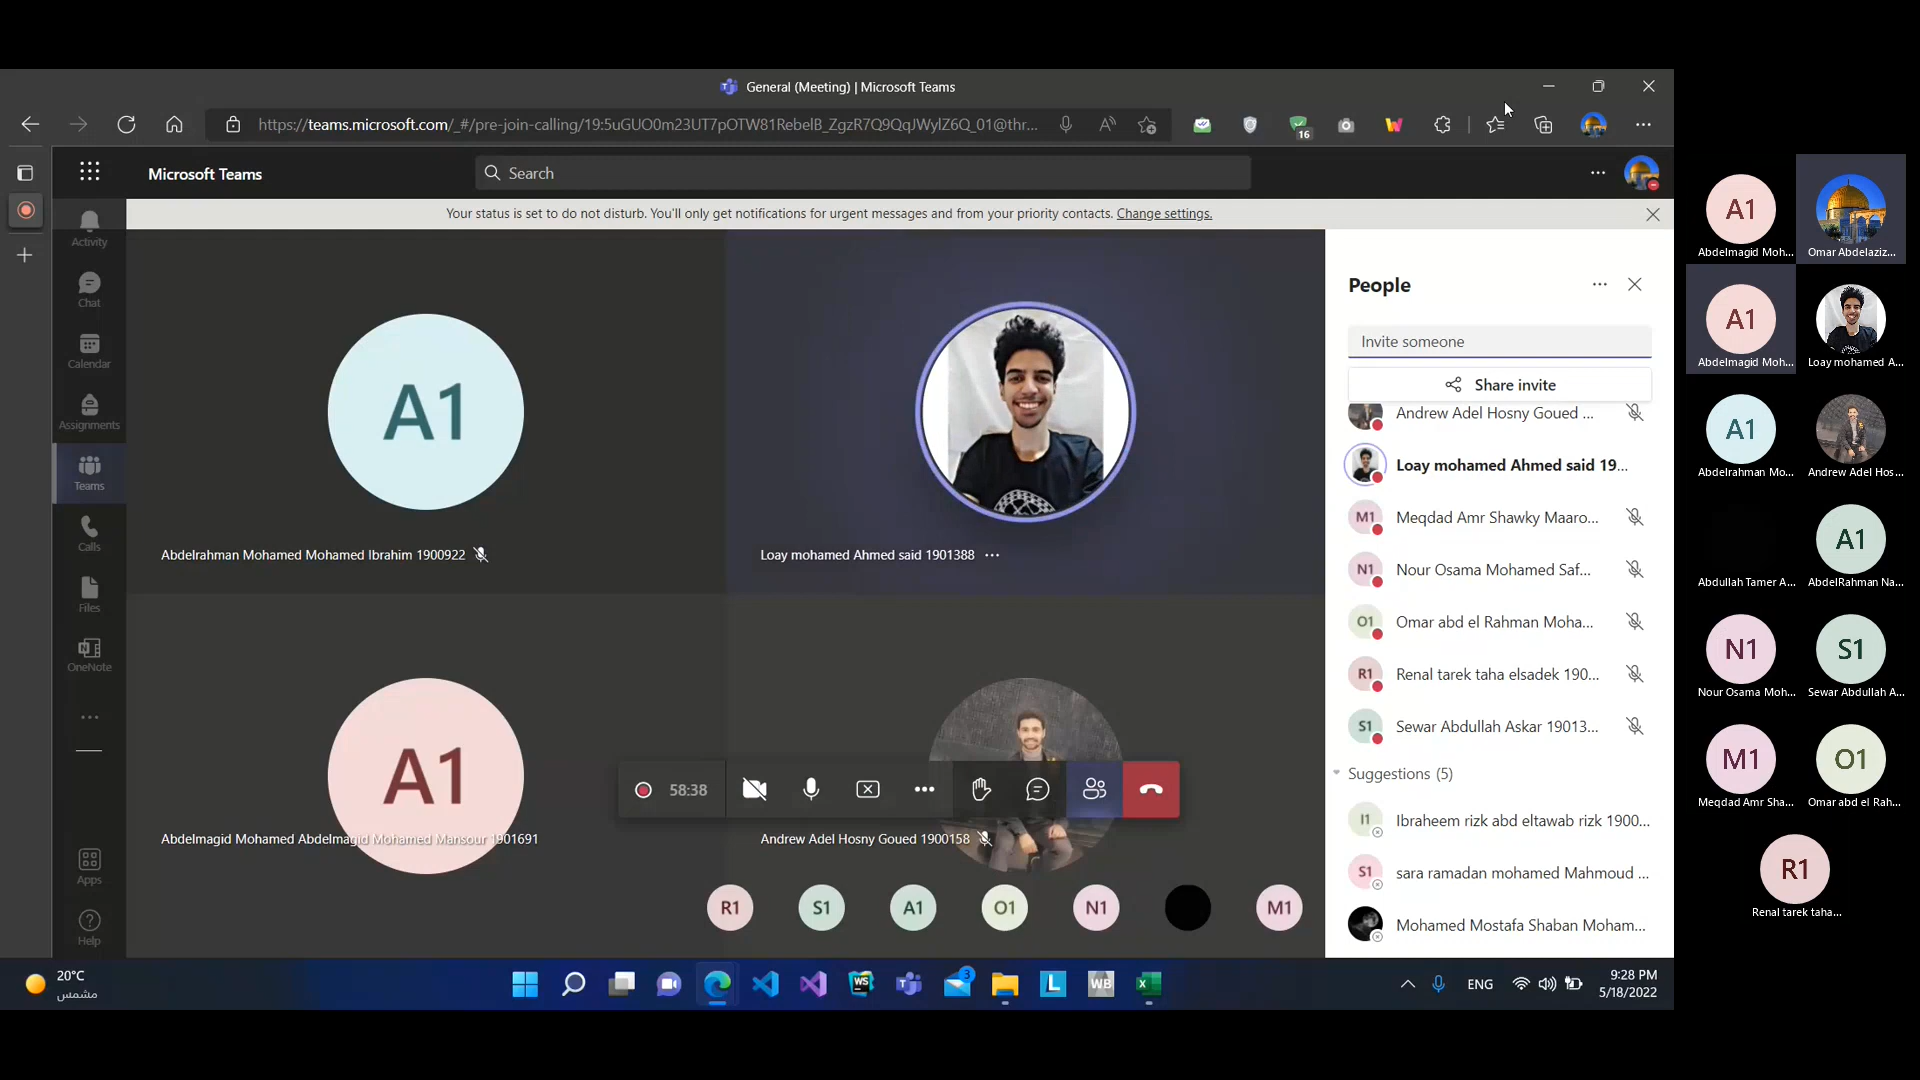 General (Meeting) | Microsoft Teams
https://teams.microsoft.com/_#/pre-join-calling/19:5uGUO0m23UT7pOTW81RebelB_ZgzR7Q9QqJWylZ6Q_01@thr...
16
Microsoft Teams
Search
Your status is set to do not disturb. You'll only get notifications for urgent messages and from your priority contacts. Change settings.
Activity
Chat
Calendar
Assignments
Teams
Calls
Files
OneNote
Apps
Help
A1
Abdelrahman Mohamed Mohamed Ibrahim 1900922
Loay mohamed Ahmed said 1901388
A1
Abdelmagid Mohamed Abdelmagid Mohamed Mansour 1901691
Andrew Adel Hosny Goued 1900158
58:38
R1
S1
A1
O1
N1
M1
People
Invite someone
Share invite
Andrew Adel Hosny Goued ...
Loay mohamed Ahmed said 19...
M1 Meqdad Amr Shawky Maaro...
N1 Nour Osama Mohamed Saf...
O1 Omar abd el Rahman Moha...
R1 Renal tarek taha elsadek 190...
S1 Sewar Abdullah Askar 19013...
Suggestions (5)
I1 Ibraheem rizk abd eltawab rizk 1900...
S1 sara ramadan mohamed Mahmoud ...
Mohamed Mostafa Shaban Moham...
A1
Abdelmagid Moh...
Omar Abdelaziz...
A1
Abdelmagid Moh...
Loay mohamed A...
A1
Abdelrahman Mo...
Andrew Adel Hos...
Abdullah Tamer A...
A1
AbdelRahman Na...
N1
Nour Osama Moh...
S1
Sewar Abdullah A...
M1
Meqdad Amr Sha...
O1
Omar abd el Rah...
R1
Renal tarek taha...
20°C
مشمس
WS
3
L
WB
ENG
9:28 PM
5/18/2022